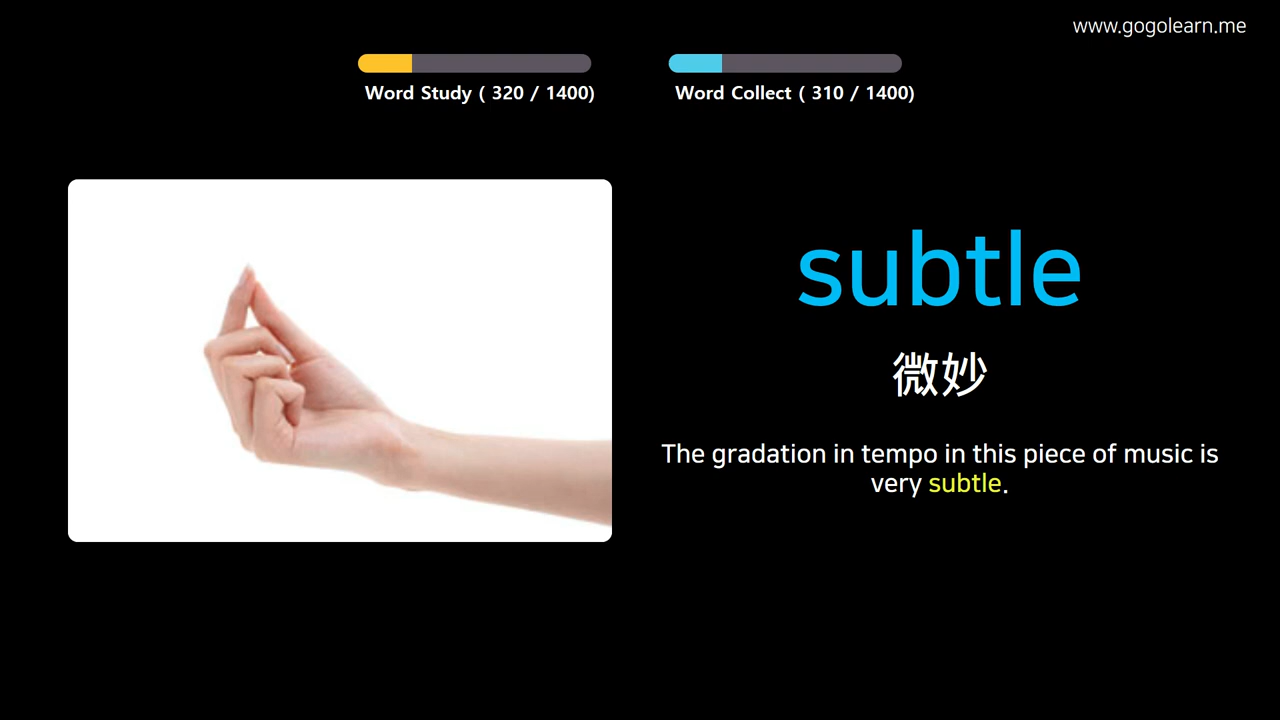 www.gogolearn.me
Word Study ( 320 / 1400)
Word Collect ( 310 / 1400)
subtle
微妙
The gradation in tempo in this piece of music is
very subtle.